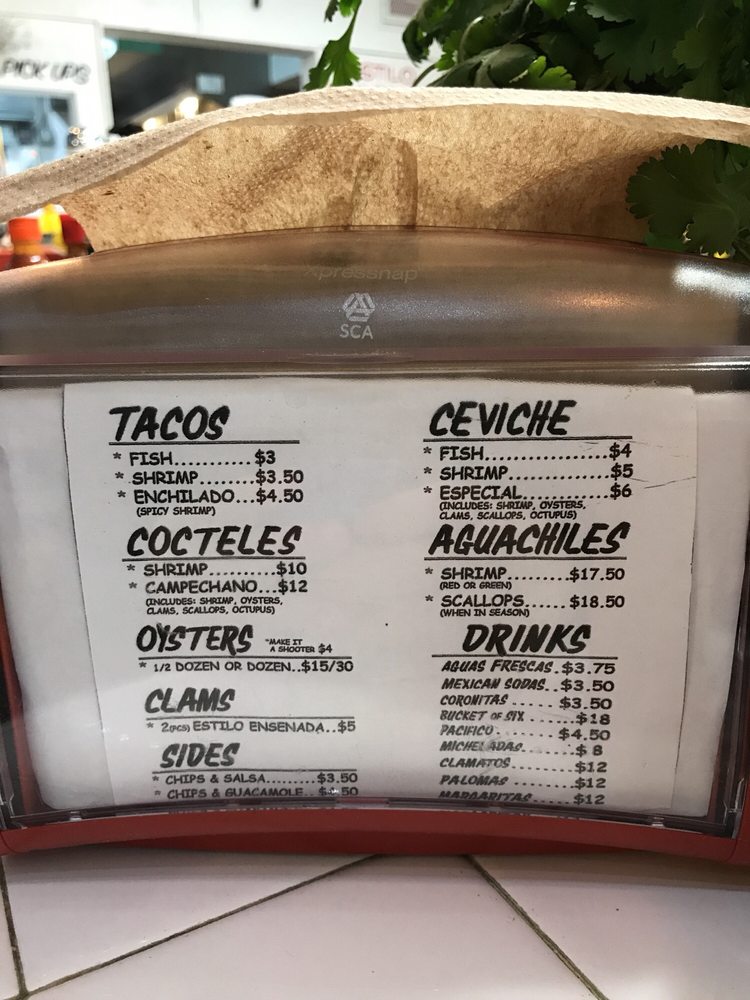 PICK UPS
ESTILO
xpressnap
SCA
TACOS
* FISH........... $3
* SHRIMP........$3.50
* ENCHILADO...$4.50
(SPICY SHRIMP)
COCTELES
* SHRIMP..........$10
* CAMPECHANO...$12
(INCLUDES: SHRIMP, OYSTERS,
CLAMS, SCALLOPS, OCTUPUS)
OYSTERS *MAKE IT
A SHOOTER $4
* 1/2 DOZEN OR DOZEN..$15/30
CLAMS
* 2(PCS) ESTILO ENSENADA..$5
SIDES
* CHIPS & SALSA.........$3.50
* CHIPS & GUACAMOLE..
CEVICHE
* FISH......................$4
* SHRIMP..................$5
* ESPECIAL...............$6
(INCLUDES: SHRIMP, OYSTERS,
CLAMS, SCALLOPS, OCTUPUS)
AGUACHILES
* SHRIMP.........$17.50
(RED OR GREEN)
* SCALLOPS...... $18.50
(WHEN IN SEASON)
DRINKS
AGUAS FRESCAS.$3.75
MEXICAN SODAS..$3.50
CORONITAS ...... $3.50
BUCKET OF SIX.........$18
PACIFICO............$4.50
MICHELADAS..........$ 8
CLAMATOS............$12
PALOMAS ............$12
MARGARITAS.........$12